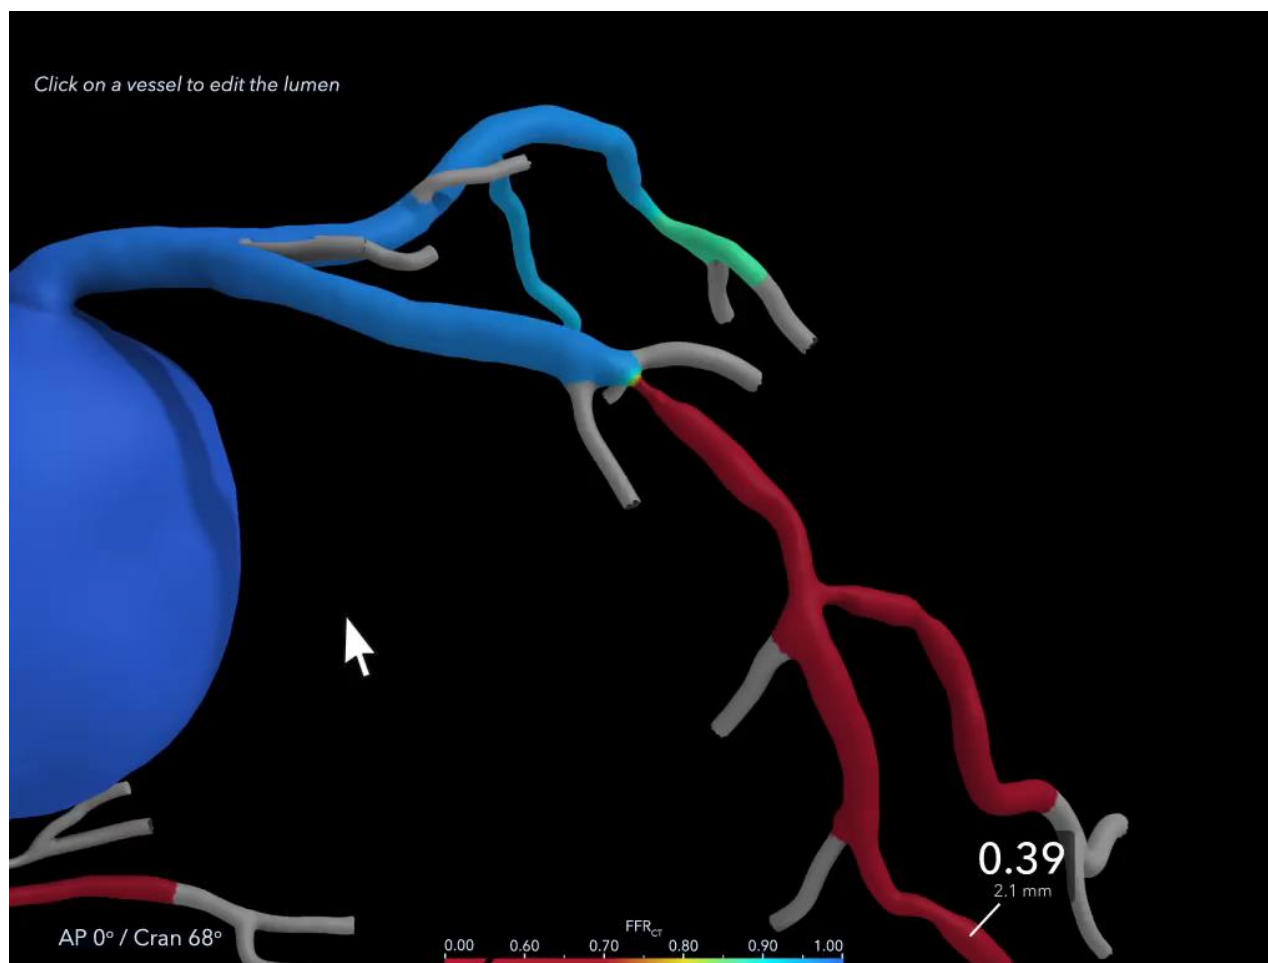 Click on a vessel to edit the lumen
0.39
2.1 mm
AP 0° / Cran 68°
FFRCT
0.00 0.60 0.70 0.80 0.90 1.00